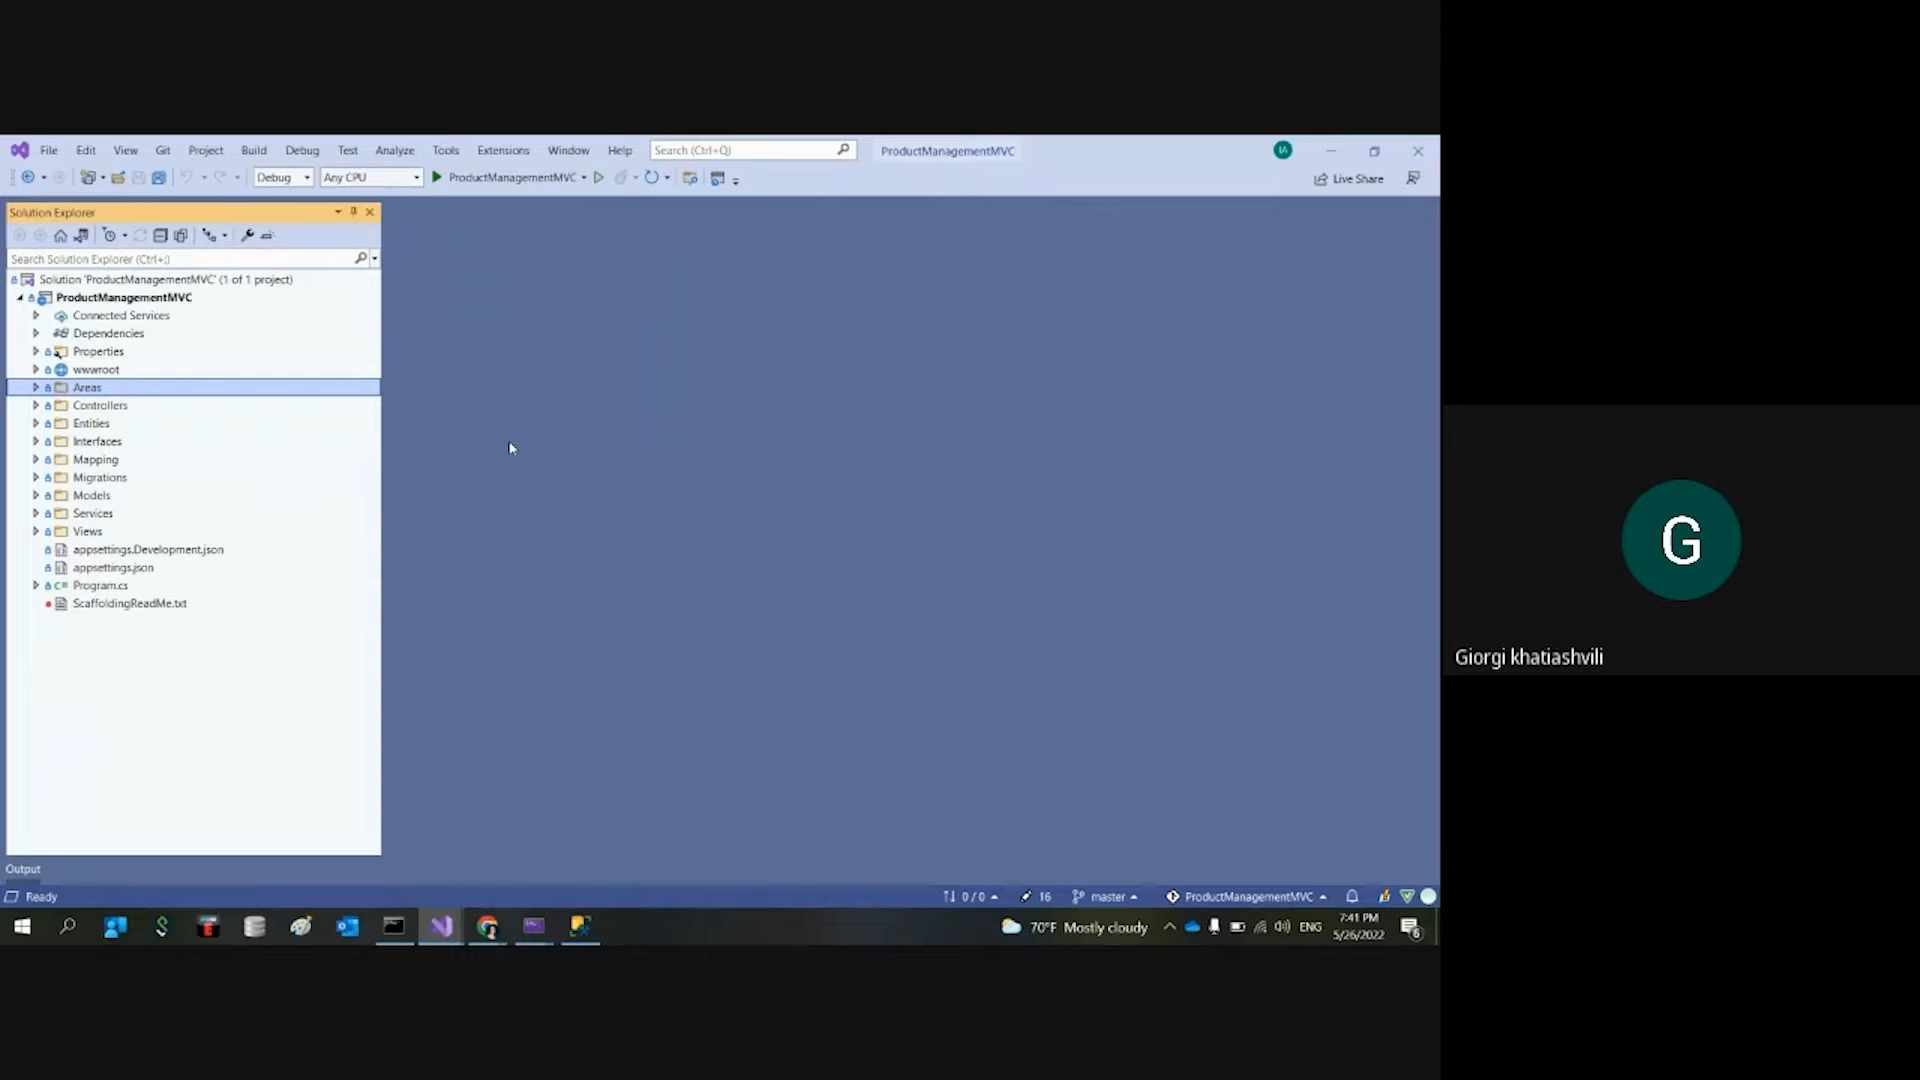 File Edit View Git Project Build Debug Test Analyze Tools Extensions Window Help Search (Ctrl+Q) ProductManagementMVC IA
Debug Any CPU ProductManagementMVC Live Share
Solution Explorer
Search Solution Explorer (Ctrl+;)
Solution 'ProductManagementMVC' (1 of 1 project)
ProductManagementMVC
Connected Services
Dependencies
Properties
wwwroot
Areas
Controllers
Entities
Interfaces
Mapping
Migrations
Models
Services
Views
appsettings.Development.json
appsettings.json
C# Program.cs
ScaffoldingReadMe.txt
G
Giorgi khatiashvili
Output
Ready 0 / 0 16 master ProductManagementMVC
70°F Mostly cloudy ENG 7:41 PM
5/26/2022 6